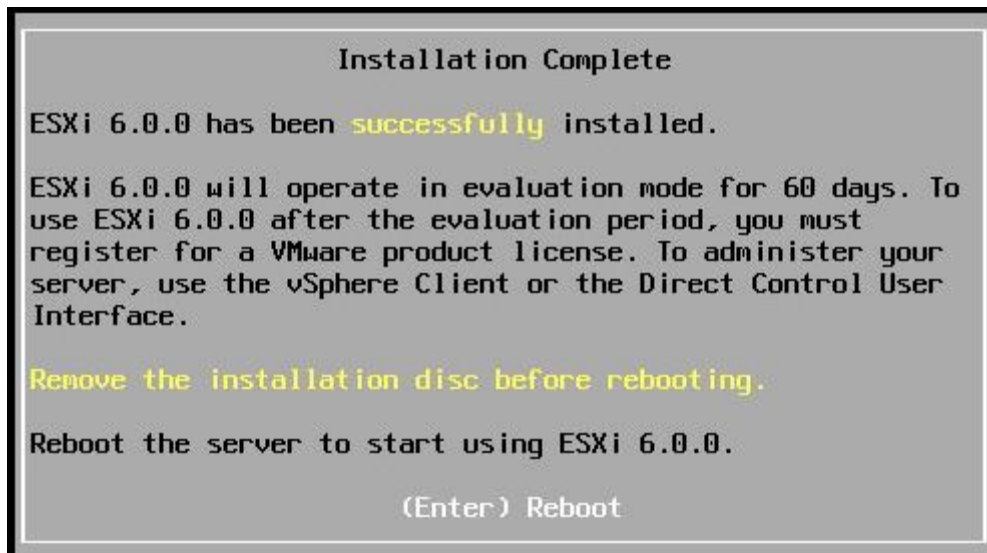 Installation Complete
ESXi 6.0.0 has been successfully installed.
ESXi 6.0.0 will operate in evaluation mode for 60 days. To
use ESXi 6.0.0 after the evaluation period, you must
register for a VMware product license. To administer your
server, use the vSphere Client or the Direct Control User
Interface.
Remove the installation disc before rebooting.
Reboot the server to start using ESXi 6.0.0.
(Enter) Reboot